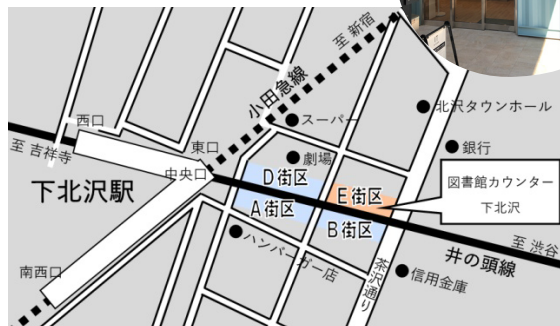 至 新宿
小田急線
スーパー
北沢タウンホール
西口
東口
銀行
至 吉祥寺
中央口
劇場
下北沢駅
D街区
E街区
図書館カウンター
下北沢
A街区
B街区
ハンバーガー店
井の頭線
至 渋谷
南西口
茶沢通り
信用金庫